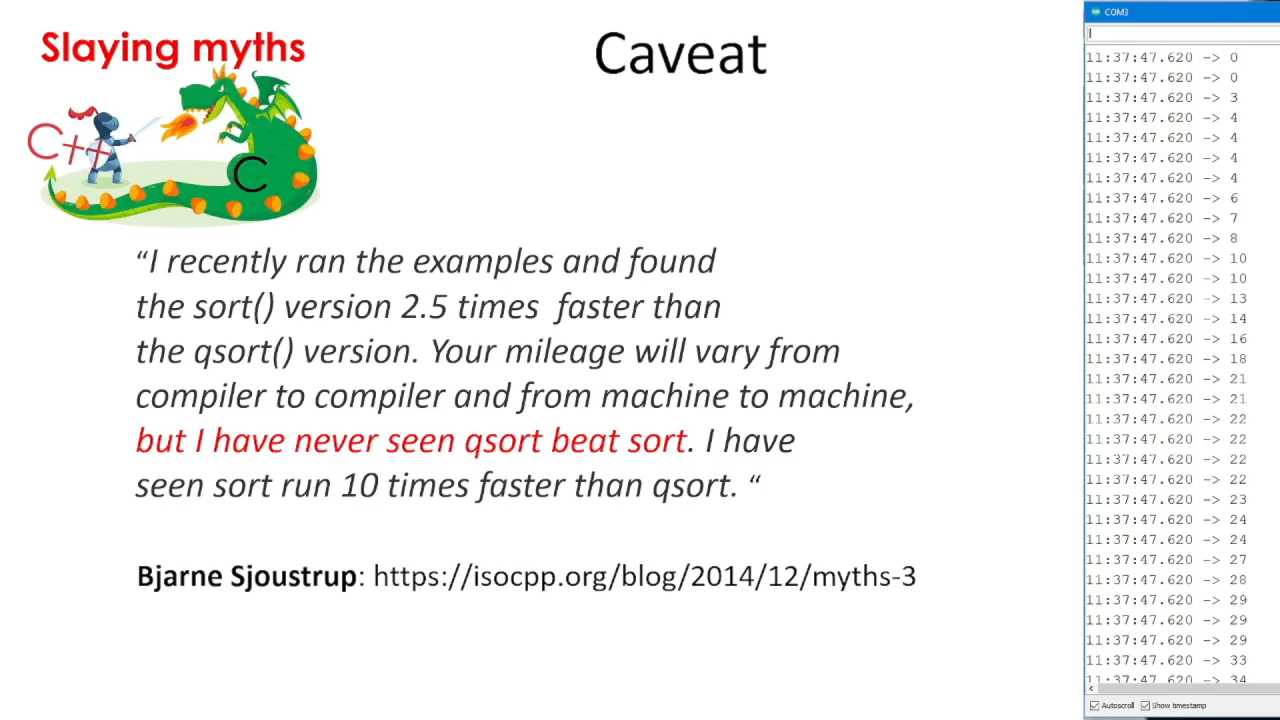 Slaying myths
Caveat
C++
C
“I recently ran the examples and found
the sort() version 2.5 times  faster than
the qsort() version. Your mileage will vary from
compiler to compiler and from machine to machine,
but I have never seen qsort beat sort. I have
seen sort run 10 times faster than qsort. “
Bjarne Sjoustrup: https://isocpp.org/blog/2014/12/myths-3
COM3
11:37:47.620 -> 0
11:37:47.620 -> 0
11:37:47.620 -> 3
11:37:47.620 -> 4
11:37:47.620 -> 4
11:37:47.620 -> 4
11:37:47.620 -> 4
11:37:47.620 -> 6
11:37:47.620 -> 7
11:37:47.620 -> 8
11:37:47.620 -> 10
11:37:47.620 -> 10
11:37:47.620 -> 13
11:37:47.620 -> 14
11:37:47.620 -> 16
11:37:47.620 -> 18
11:37:47.620 -> 21
11:37:47.620 -> 21
11:37:47.620 -> 22
11:37:47.620 -> 22
11:37:47.620 -> 22
11:37:47.620 -> 22
11:37:47.620 -> 23
11:37:47.620 -> 24
11:37:47.620 -> 24
11:37:47.620 -> 27
11:37:47.620 -> 28
11:37:47.620 -> 29
11:37:47.620 -> 29
11:37:47.620 -> 29
11:37:47.620 -> 33
11:37:47.620 -> 34
Autoscroll Show timestamp